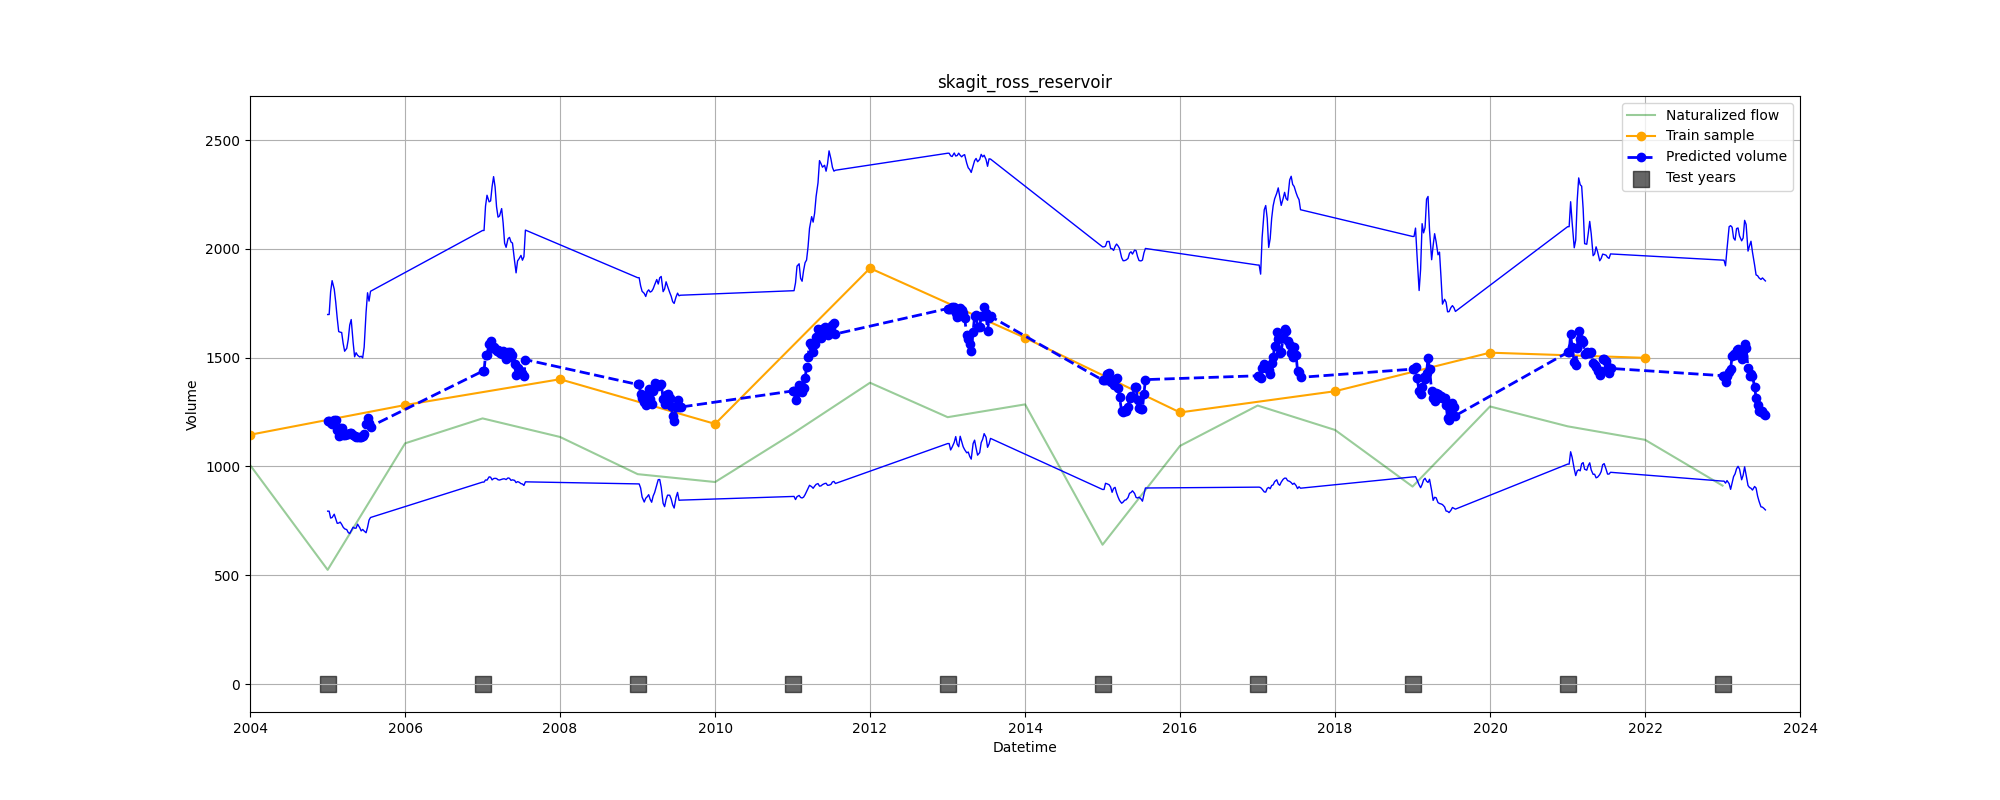 skagit_ross_reservoir
Naturalized flow
Train sample
Predicted volume
Test years
Volume
2500
2000
1500
1000
500
0
2004 2006 2008 2010 2012 2014 2016 2018 2020 2022 2024
Datetime